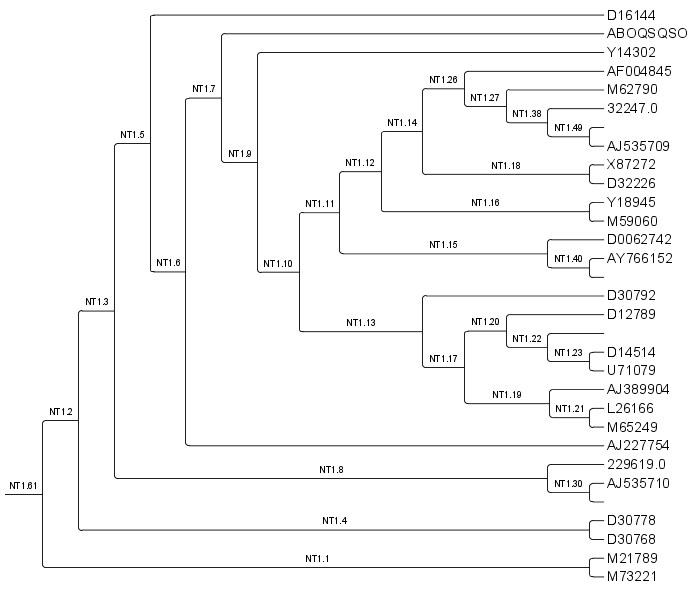 D16144
ABOQSQSO
NT1.7
Y14302
AF004845
NT1.26
M62790
NT1.27
32247.0
NT1.38
NT1.14
NT1.49
NT1.5
AJ535709
NT1.9
NT1.12
NT1.18
X87272
D32226
NT1.11
NT1.16
Y18945
M59060
D0062742
NT1.15
NT1.6
NT1.10
NT1.40
AY766152
D30792
NT1.3
D12789
NT1.13
NT1.20
NT1.22
NT1.17
NT1.23
D14514
U71079
AJ389904
NT1.19
NT1.2
NT1.21
L26166
M65249
AJ227754
229619.0
NT1.8
NT1.30
AJ535710
NT1.61
D30778
NT1.4
D30768
M21789
NT1.1
M73221